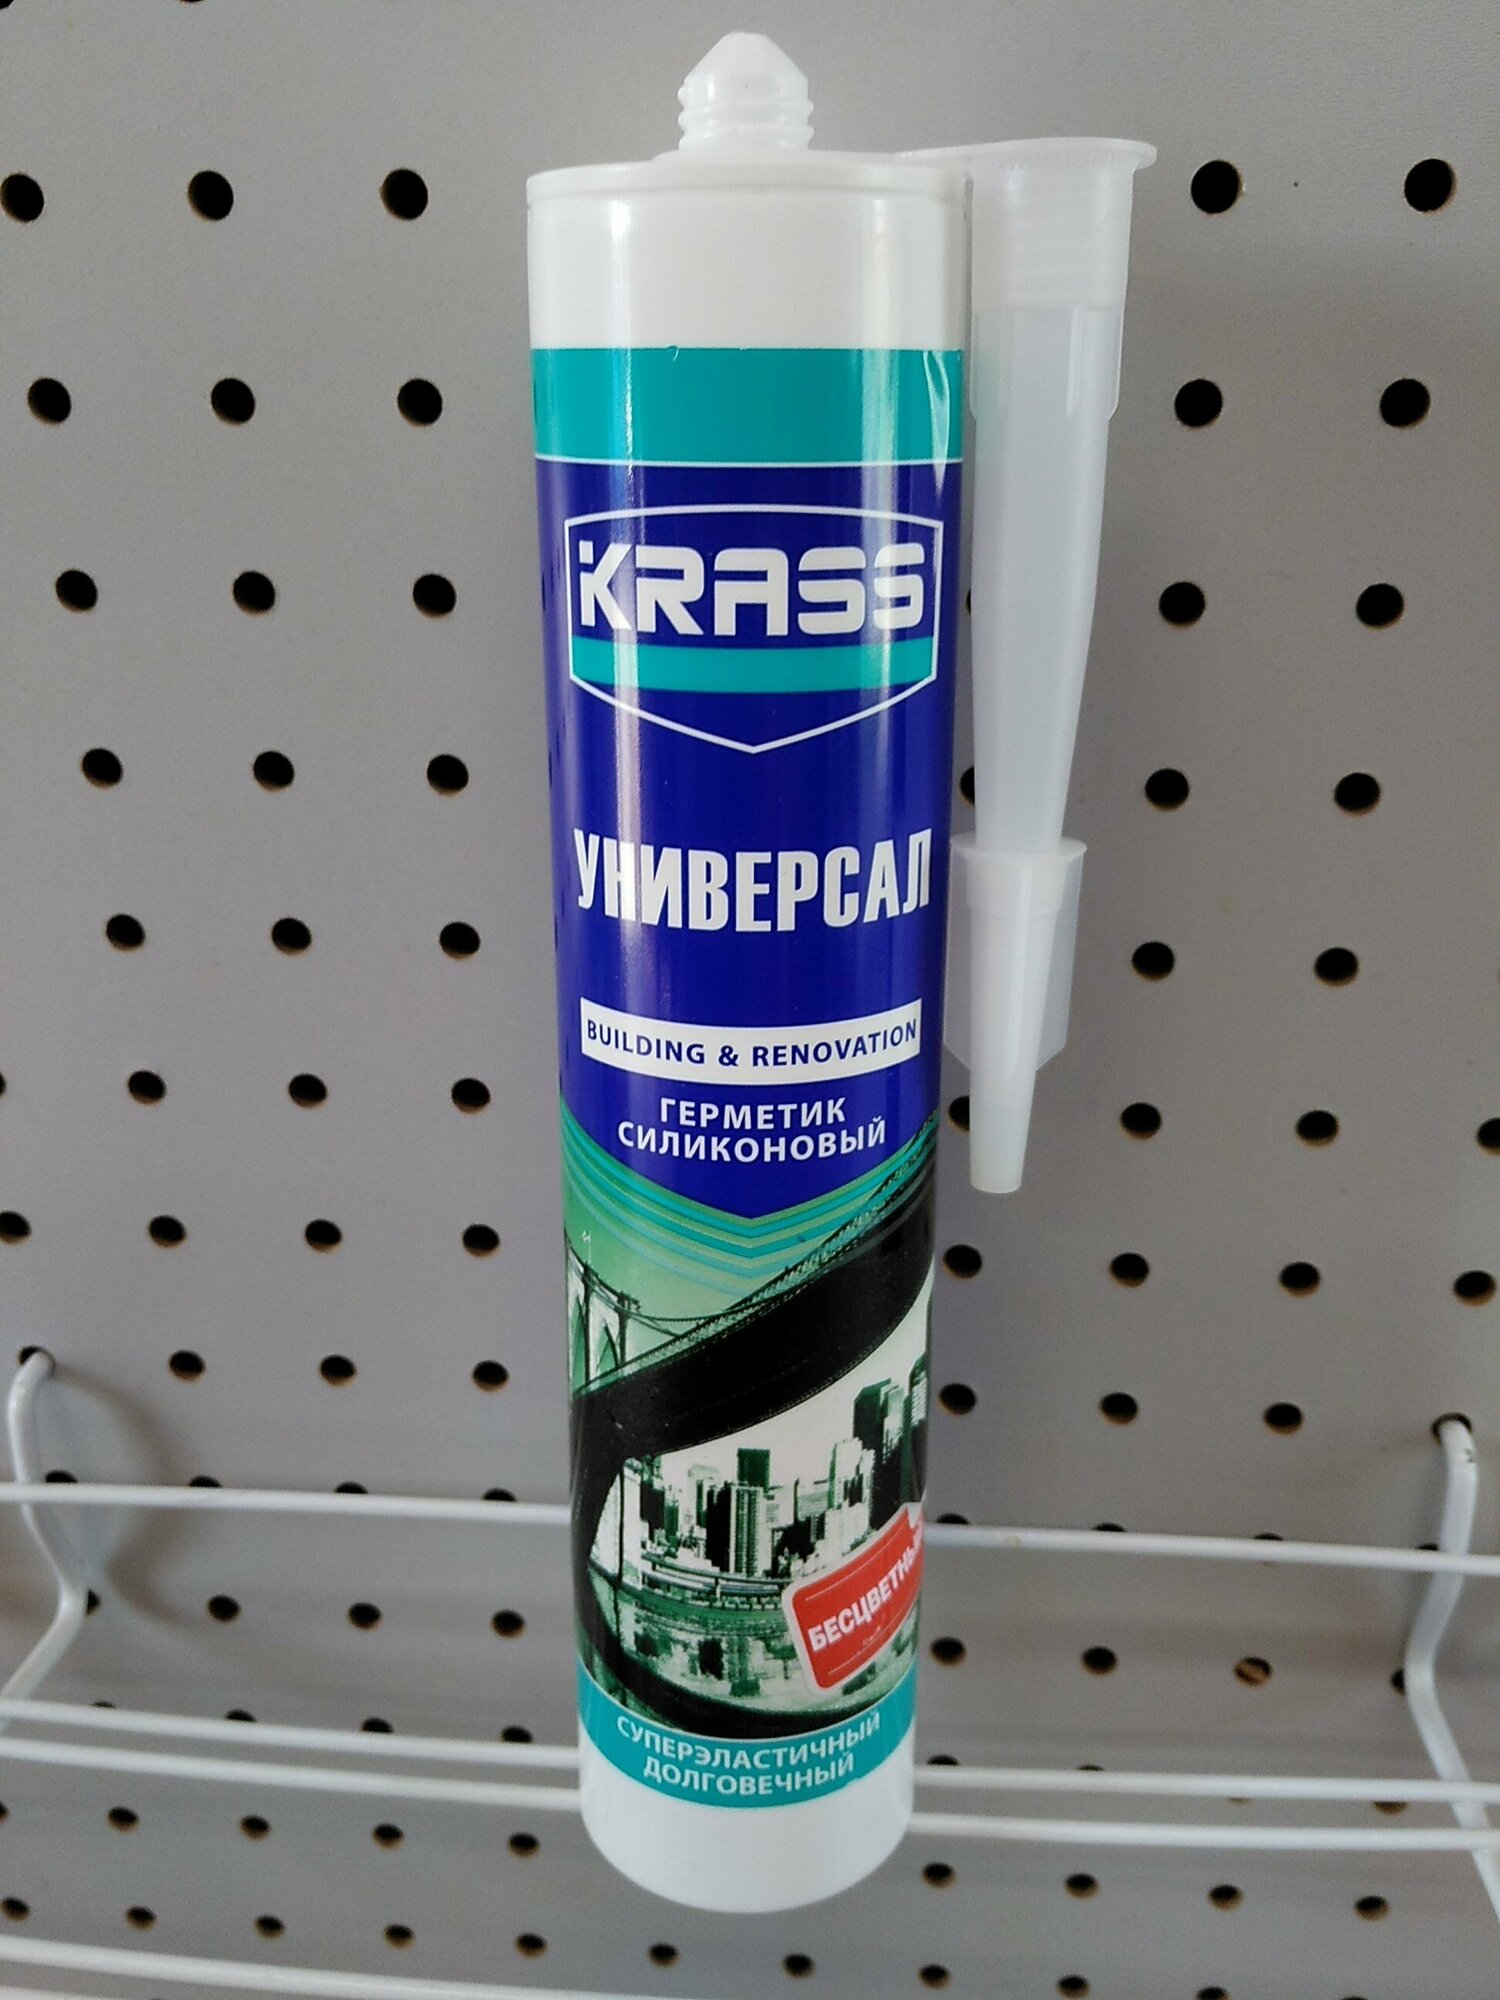 KRASS
УНИВЕРСАЛ
BUILDING & RENOVATION
ГЕРМЕТИК
СИЛИКОНОВЫЙ
БЕСЦВЕТНЫЙ
СУПЕРЭЛАСТИЧНЫЙ
ДОЛГОВЕЧНЫЙ